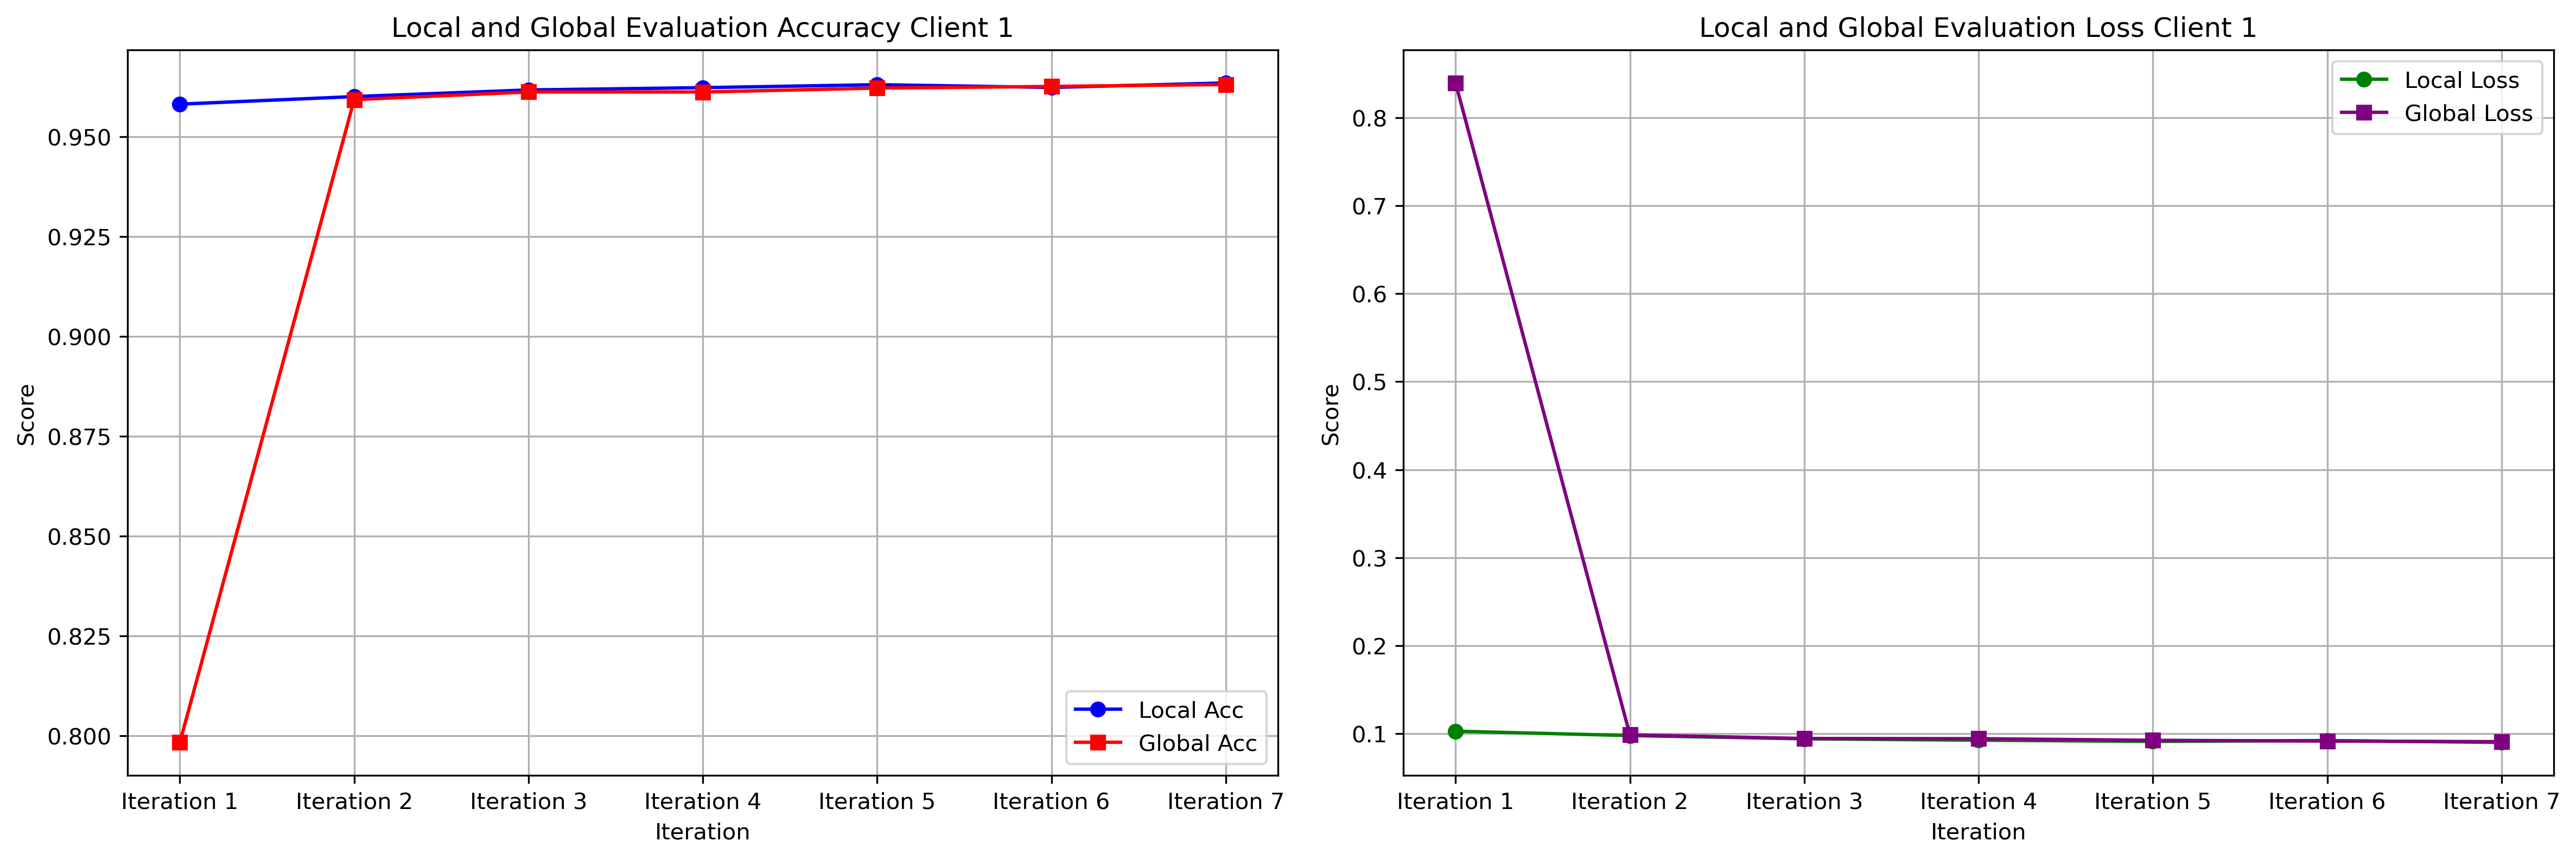 Local and Global Evaluation Accuracy Client 1
Score
0.950
0.925
0.900
0.875
0.850
0.825
0.800
Local Acc
Global Acc
Iteration 1 Iteration 2 Iteration 3 Iteration 4 Iteration 5 Iteration 6 Iteration 7
Iteration
Local and Global Evaluation Loss Client 1
Score
0.8
0.7
0.6
0.5
0.4
0.3
0.2
0.1
Local Loss
Global Loss
Iteration 1 Iteration 2 Iteration 3 Iteration 4 Iteration 5 Iteration 6 Iteration 7
Iteration